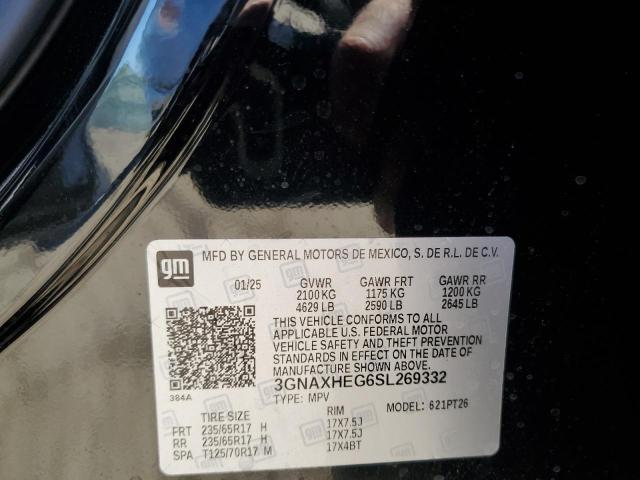 gm MFD BY GENERAL MOTORS DE MEXICO, S. DE R.L. DE C.V.
01/25 GVWR GAWR FRT GAWR RR
2100 KG 1175 KG 1200 KG
4629 LB 2590 LB 2645 LB
THIS VEHICLE CONFORMS TO ALL
APPLICABLE U.S. FEDERAL MOTOR
VEHICLE SAFETY AND THEFT PREVENTION
STANDARDS IN EFFECT ON THE DATE OF
MANUFACTURE SHOWN ABOVE.
3GNAXHEG6SL269332
384A TYPE: MPV MODEL: 621PT26
TIRE SIZE RIM
FRT 235/65R17 H 17X7.5J
RR 235/65R17 H 17X7.5J
SPA T125/70R17 M 17X4BT